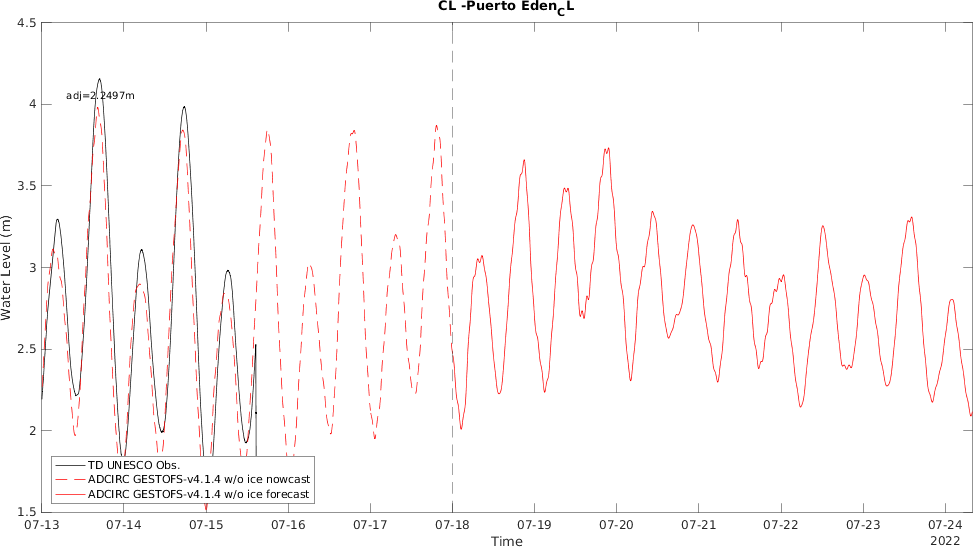 CL -Puerto Eden_CL
4.5
adj=2.2497m
4
3.5
3
2.5
2
1.5
Water Level (m)
TD UNESCO Obs.
ADCIRC GESTOFS-v4.1.4 w/o ice nowcast
ADCIRC GESTOFS-v4.1.4 w/o ice forecast
07-13 07-14 07-15 07-16 07-17 07-18 07-19 07-20 07-21 07-22 07-23 07-24
Time 2022